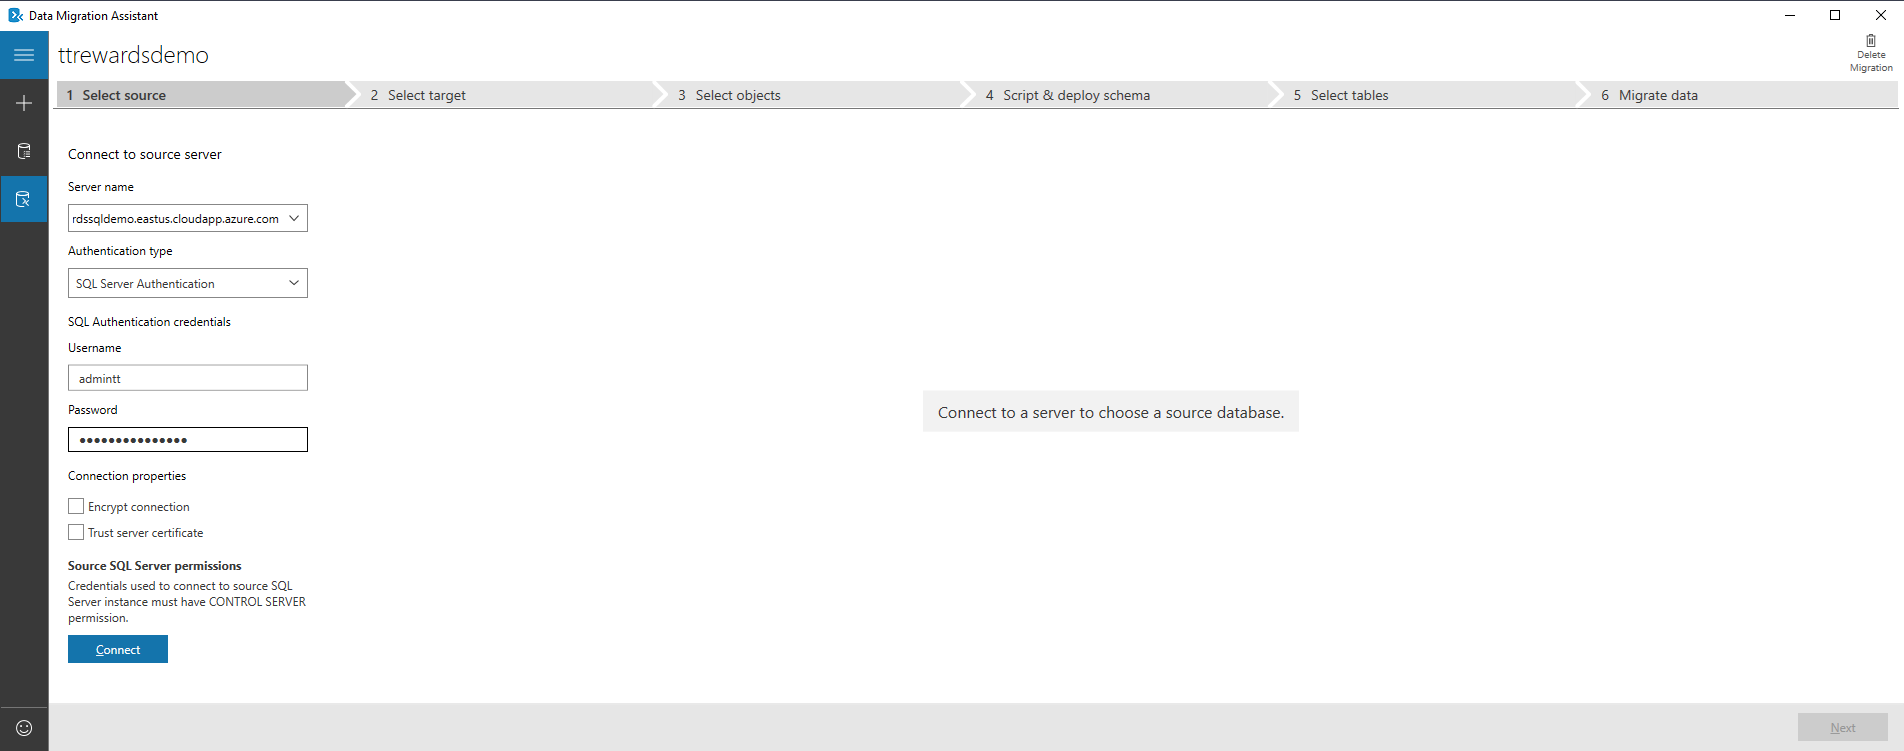 Data Migration Assistant
ttrewardsdemo
Delete
Migration
1 Select source
2 Select target
3 Select objects
4 Script & deploy schema
5 Select tables
6 Migrate data
Connect to source server
Server name
rdssqldemo.eastus.cloudapp.azure.com
Authentication type
SQL Server Authentication
SQL Authentication credentials
Username
admintt
Password
Connection properties
Encrypt connection
Trust server certificate
Source SQL Server permissions
Credentials used to connect to source SQL
Server instance must have CONTROL SERVER
permission.
Connect
Connect to a server to choose a source database.
Next